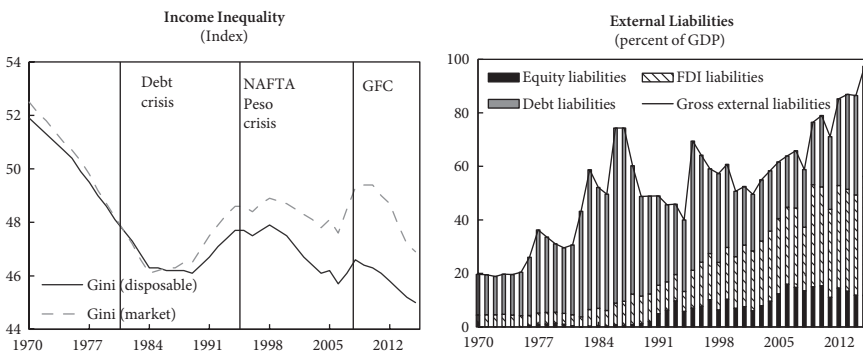 Income Inequality
(Index)
54
52
50
48
46
44
1970
1977
1984
1991
1998
2005
2012
Debt
crisis
NAFTA
Peso
crisis
GFC
Gini (disposable)
Gini (market)
External Liabilities
(percent of GDP)
100
80
60
40
20
0
1970
1977
1984
1991
1998
2005
2012
Equity liabilities
FDI liabilities
Debt liabilities
Gross external liabilities